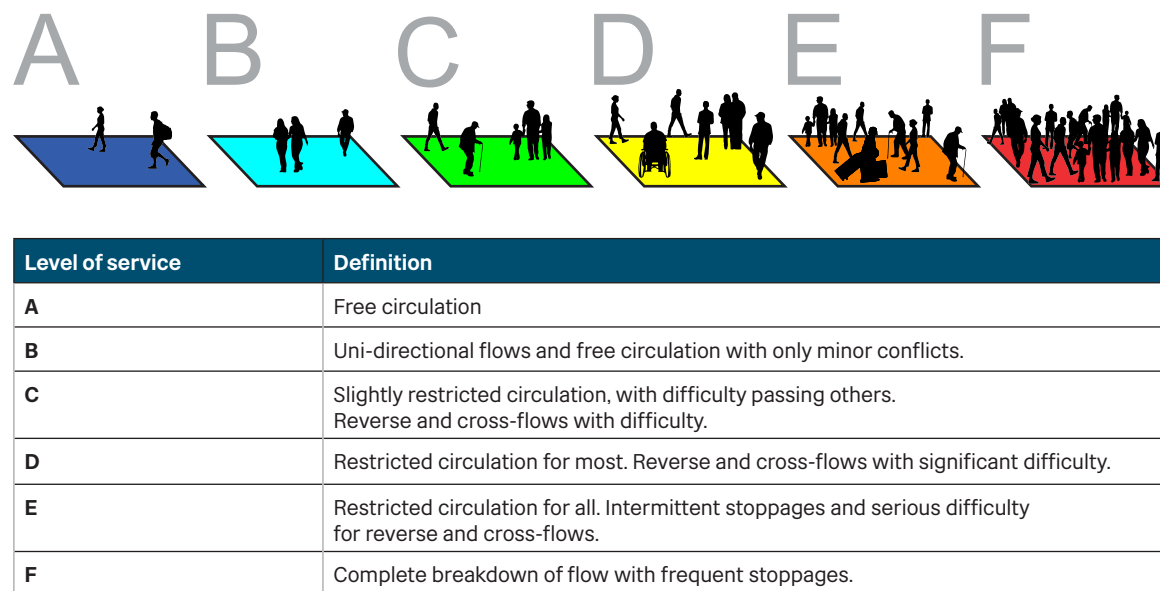 A B C D E F
Level of service Definition
A Free circulation
B Uni-directional flows and free circulation with only minor conflicts.
C Slightly restricted circulation, with difficulty passing others.
Reverse and cross-flows with difficulty.
D Restricted circulation for most. Reverse and cross-flows with significant difficulty.
E Restricted circulation for all. Intermittent stoppages and serious difficulty
for reverse and cross-flows.
F Complete breakdown of flow with frequent stoppages.